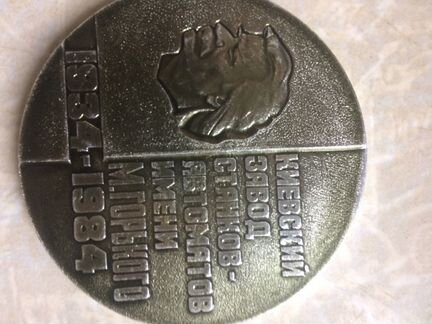 КИЕВСКИЙ
ЗАВОД
СТАНКОВ-
АВТОМАТОВ
ИМЕНИ
М.ГОРЬКОГО
1934-1984